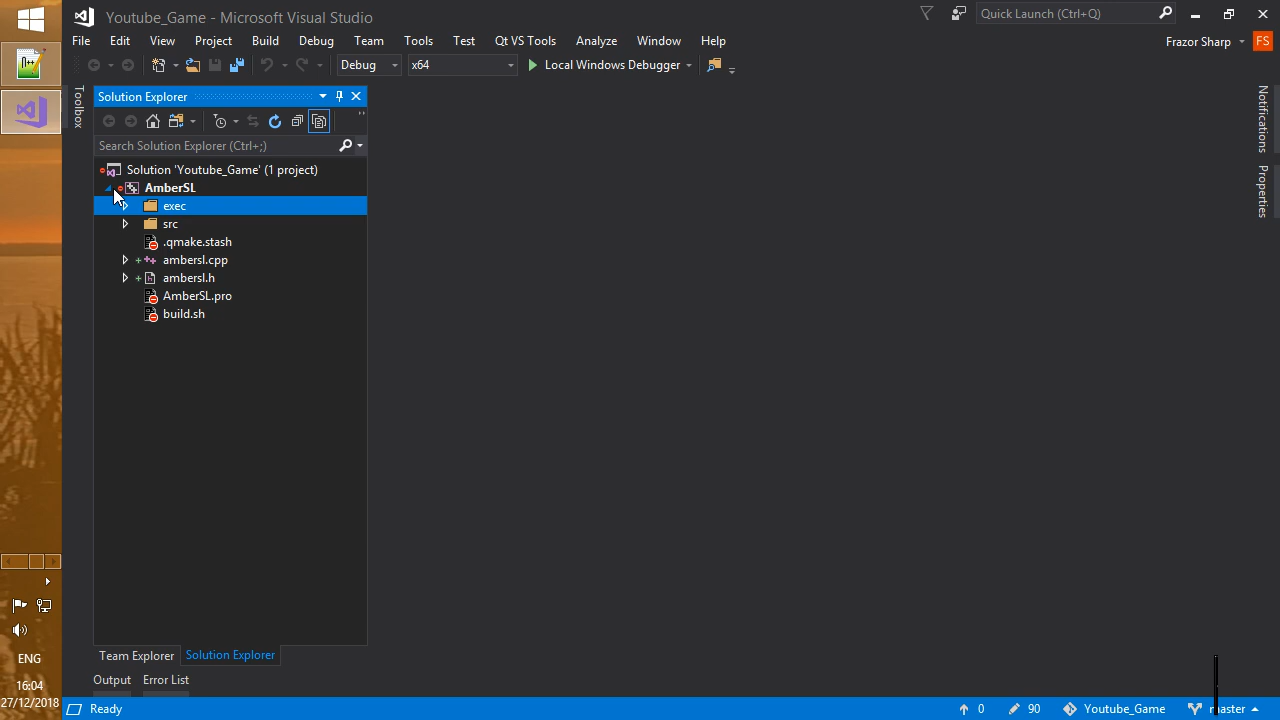 Youtube_Game - Microsoft Visual Studio
Quick Launch (Ctrl+Q)
File Edit View Project Build Debug Team Tools Test Qt VS Tools Analyze Window Help
Frazor Sharp FS
Debug x64 Local Windows Debugger
Toolbox
Solution Explorer
Search Solution Explorer (Ctrl+;)
Solution 'Youtube_Game' (1 project)
AmberSL
exec
src
.qmake.stash
ambersl.cpp
ambersl.h
AmberSL.pro
build.sh
Notifications
Properties
Team Explorer Solution Explorer
Output Error List
Ready 0 90 Youtube_Game master
ENG
16:04
27/12/2018